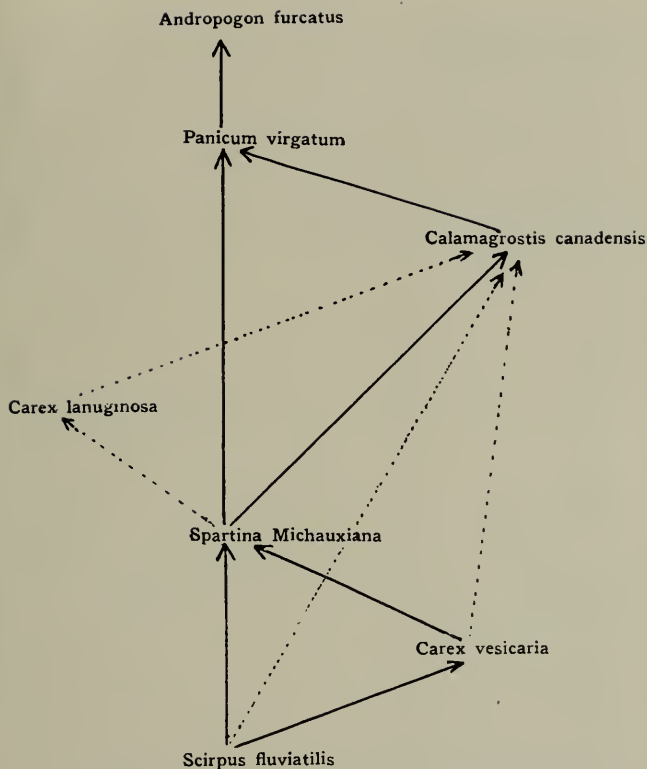 Andropogon furcatus
Panicum virgatum
Calamagrostis canadensis
Carex lanuginosa
Spartina Michauxiana
Carex vesicaria
Scirpus fluviatilis